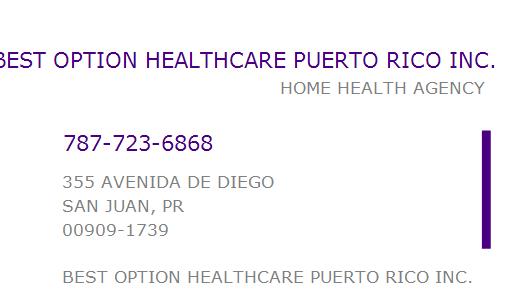 BEST OPTION HEALTHCARE PUERTO RICO INC.
HOME HEALTH AGENCY
787-723-6868
355 AVENIDA DE DIEGO
SAN JUAN, PR
00909-1739
BEST OPTION HEALTHCARE PUERTO RICO INC.